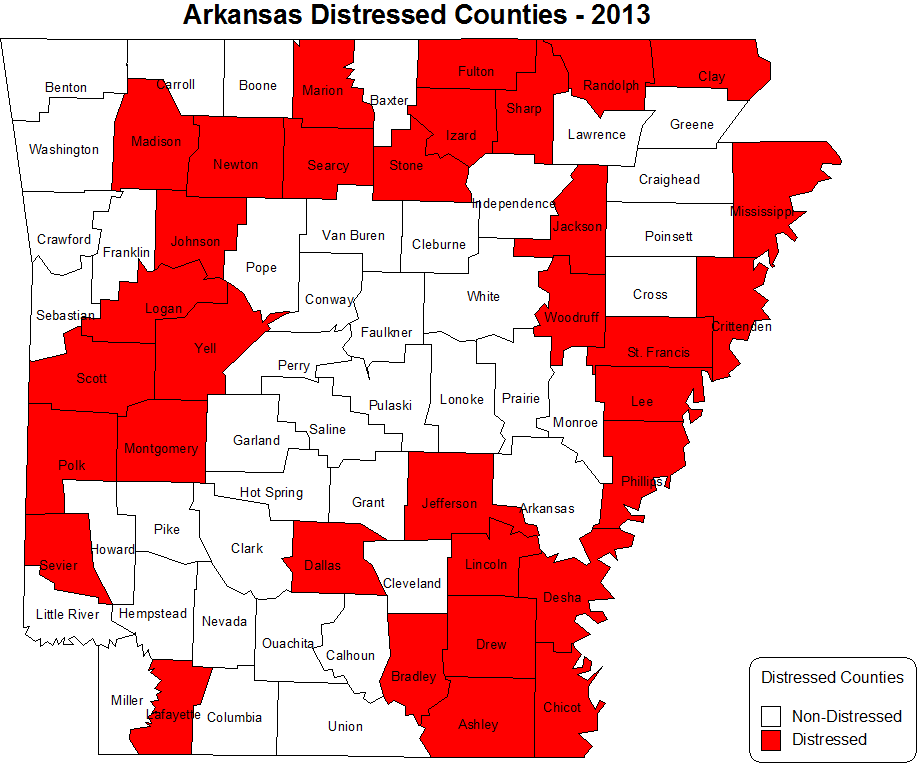 Arkansas Distressed Counties - 2013
Benton
Carroll
Boone
Marion
Baxter
Fulton
Randolph
Clay
Sharp
Izard
Lawrence
Greene
Washington
Madison
Newton
Searcy
Stone
Independence
Craighead
Mississippi
Jackson
Poinsett
Crawford
Franklin
Johnson
Pope
Van Buren
Cleburne
White
Cross
Crittenden
Woodruff
Sebastian
Logan
Conway
Faulkner
St. Francis
Yell
Perry
Scott
Pulaski
Lonoke
Prairie
Lee
Monroe
Saline
Garland
Montgomery
Polk
Phillips
Hot Spring
Grant
Jefferson
Arkansas
Pike
Howard
Clark
Sevier
Dallas
Cleveland
Lincoln
Desha
Little River
Hempstead
Nevada
Ouachita
Calhoun
Drew
Bradley
Miller
Lafayette
Columbia
Union
Ashley
Chicot
Distressed Counties
Non-Distressed
Distressed